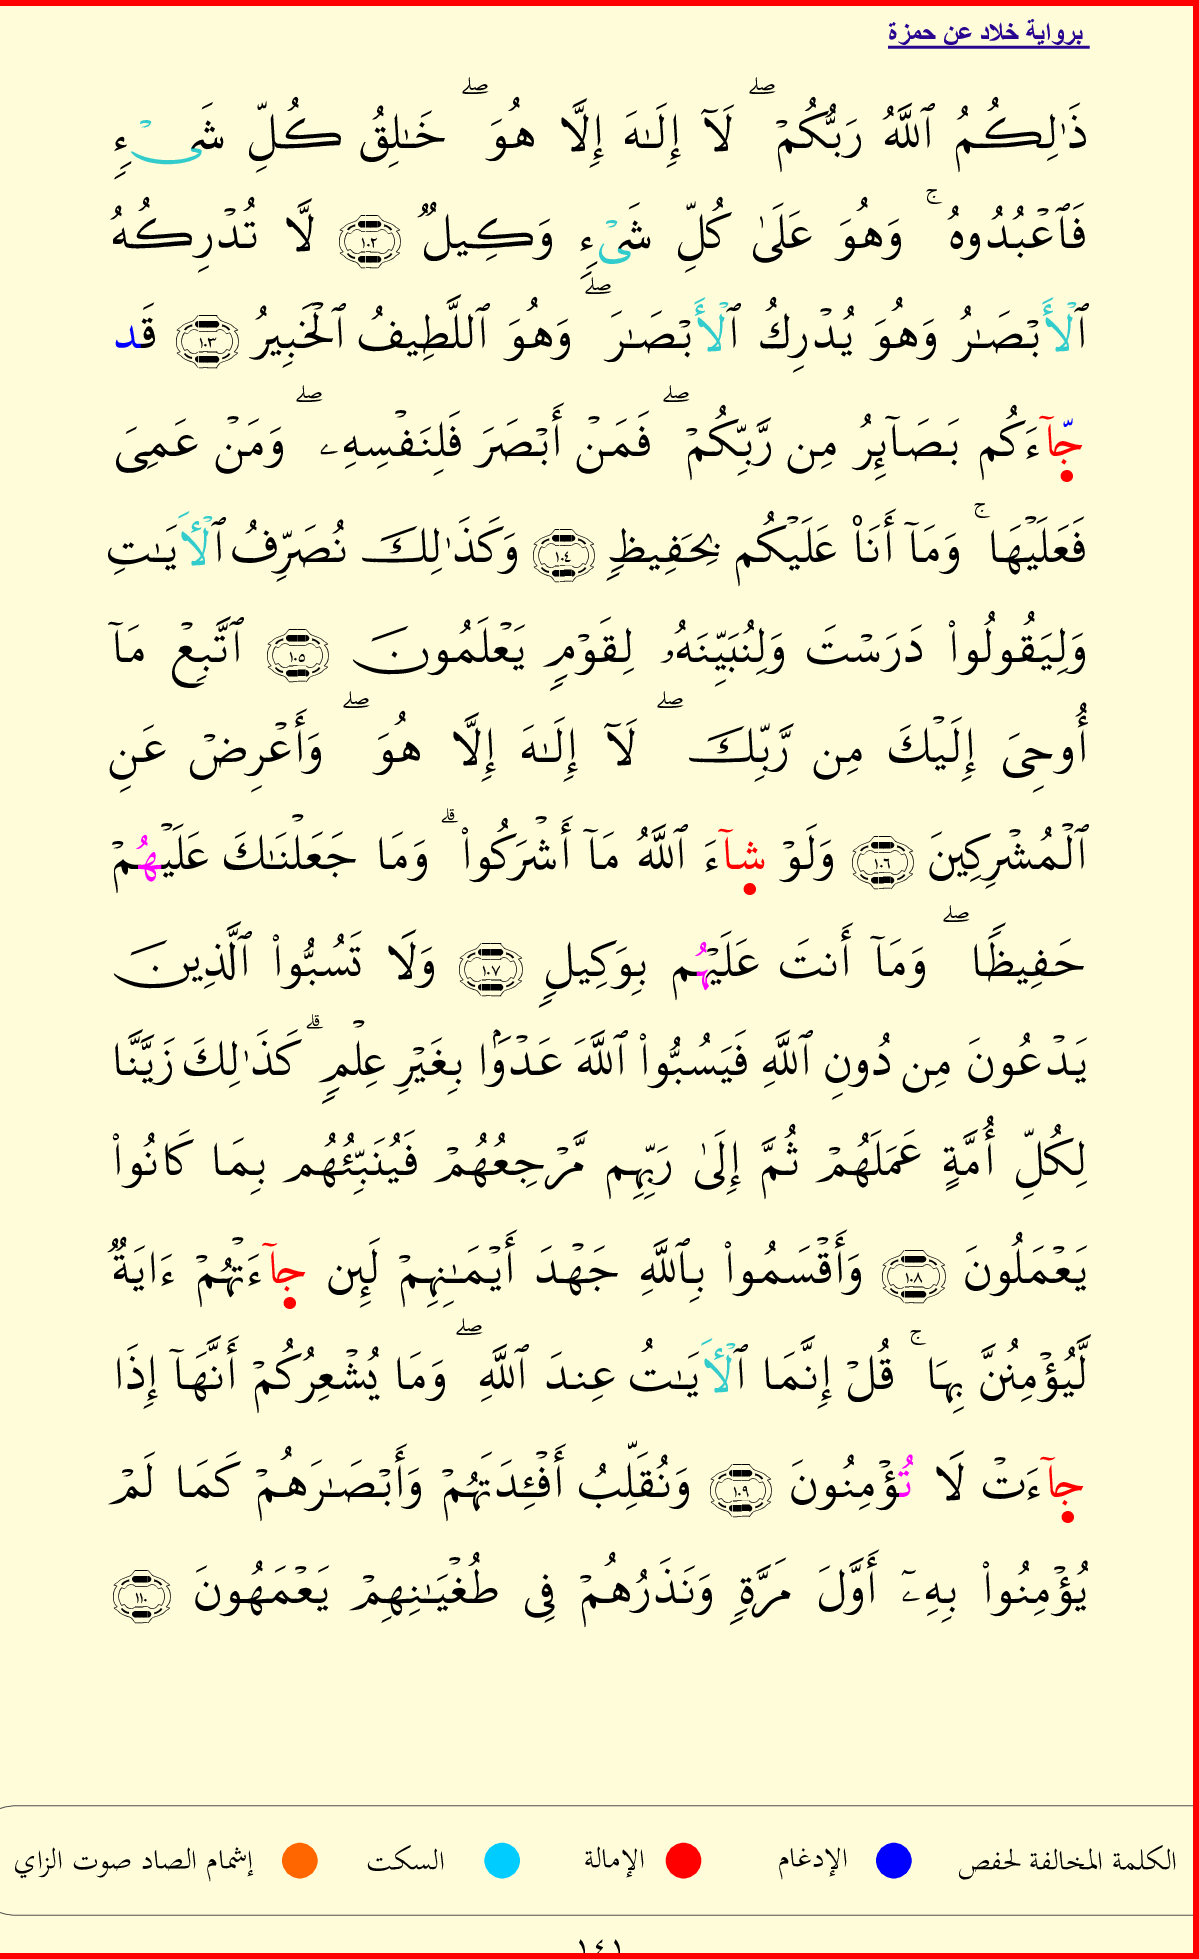 برواية خلاد عن حمزة
ذَٰلِكُمُ ٱللَّهُ رَبُّكُمۡۖ لَآ إِلَـٰهَ إِلَّا هُوَۖ خَـٰلِقُ كُلِّ شَىۡءٍ
فَٱعۡبُدُوهُۚ وَهُوَ عَلَىٰ كُلِّ شَىۡءٍ وَكِيلٌ ١٠٢ لَّا تُدۡرِكُهُ
ٱلۡأَبۡصَـٰرُ وَهُوَ يُدۡرِكُ ٱلۡأَبۡصَـٰرَۖ وَهُوَ ٱللَّطِيفُ ٱلۡخَبِيرُ ١٠٣ قَد
جَّآءَكُم بَصَآئِرُ مِن رَّبِّكُمۡۖ فَمَنۡ أَبۡصَرَ فَلِنَفۡسِهِۦۖ وَمَنۡ عَمِىَ
فَعَلَيۡهَاۚ وَمَآ أَنَا۠ عَلَيۡكُم بِحَفِيظٍ ١٠٤ وَكَذَٰلِكَ نُصَرِّفُ ٱلۡأَيَـٰتِ
وَلِيَقُولُوا۟ دَرَسۡتَ وَلِنُبَيِّنَهُۥ لِقَوۡمٍ يَعۡلَمُونَ ١٠٥ ٱتَّبِعۡ مَآ
أُوحِىَ إِلَيۡكَ مِن رَّبِّكَۖ لَآ إِلَـٰهَ إِلَّا هُوَۖ وَأَعۡرِضۡ عَنِ
ٱلۡمُشۡرِكِينَ ١٠٦ وَلَوۡ شَآءَ ٱللَّهُ مَآ أَشۡرَكُوا۟ۗ وَمَا جَعَلۡنَـٰكَ عَلَيۡهُمۡ
حَفِيظًاۖ وَمَآ أَنتَ عَلَيۡهُم بِوَكِيلٍ ١٠٧ وَلَا تَسُبُّوا۟ ٱلَّذِينَ
يَدۡعُونَ مِن دُونِ ٱللَّهِ فَيَسُبُّوا۟ ٱللَّهَ عَدۡوَۢا بِغَيۡرِ عِلۡمٍۗ كَذَٰلِكَ زَيَّنَّا
لِكُلِّ أُمَّةٍ عَمَلَهُمۡ ثُمَّ إِلَىٰ رَبِّهِم مَّرۡجِعُهُمۡ فَيُنَبِّئُهُم بِمَا كَانُوا۟
يَعۡمَلُونَ ١٠٨ وَأَقۡسَمُوا۟ بِٱللَّهِ جَهۡدَ أَيۡمَـٰنِهِمۡ لَئِن جَآءَتۡهُمۡ ءَايَةٌ
لَّيُؤۡمِنُنَّ بِهَاۚ قُلۡ إِنَّمَا ٱلۡأَيَـٰتُ عِندَ ٱللَّهِۖ وَمَا يُشۡعِرُكُمۡ أَنَّهَآ إِذَا
جَآءَتۡ لَا تُؤۡمِنُونَ ١٠٩ وَنُقَلِّبُ أَفۡـِٔدَتَهُمۡ وَأَبۡصَـٰرَهُمۡ كَمَا لَمۡ
يُؤۡمِنُوا۟ بِهِۦٓ أَوَّلَ مَرَّةٍ وَنَذَرُهُمۡ فِى طُغۡيَـٰنِهِمۡ يَعۡمَهُونَ ١١٠
الكلمة المخالفة لحفص الإدغام الإمالة السكت إشمام الصاد صوت الزاي
١٤١